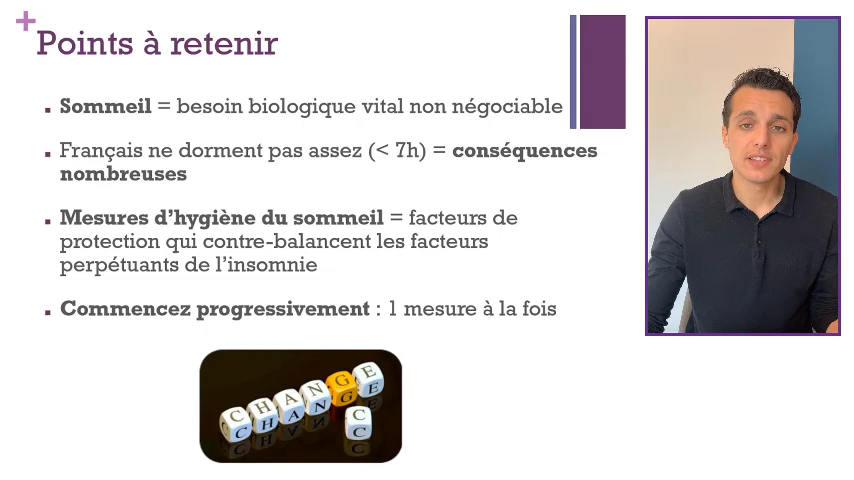 +
Points à retenir
▪ Sommeil = besoin biologique vital non négociable
▪ Français ne dorment pas assez (< 7h) = conséquences
nombreuses
▪ Mesures d’hygiène du sommeil = facteurs de
protection qui contre-balancent les facteurs
perpétuants de l’insomnie
▪ Commencez progressivement : 1 mesure à la fois
CHANGE
C